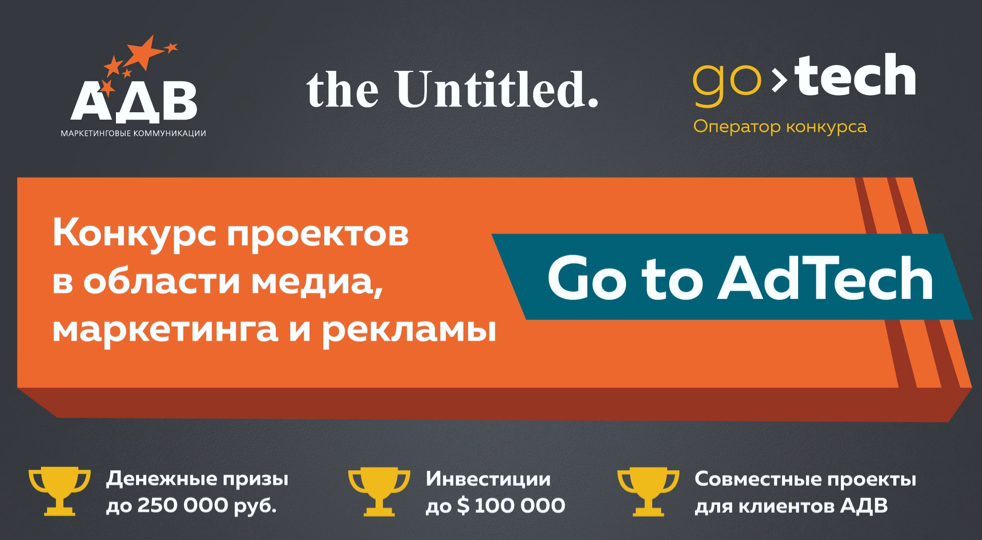 АДВ
МАРКЕТИНГОВЫЕ КОММУНИКАЦИИ
the Untitled.
go>tech
Оператор конкурса
Конкурс проектов
в области медиа,
маркетинга и рекламы
Go to AdTech
Денежные призы
до 250 000 руб.
Инвестиции
до $ 100 000
Совместные проекты
для клиентов АДВ